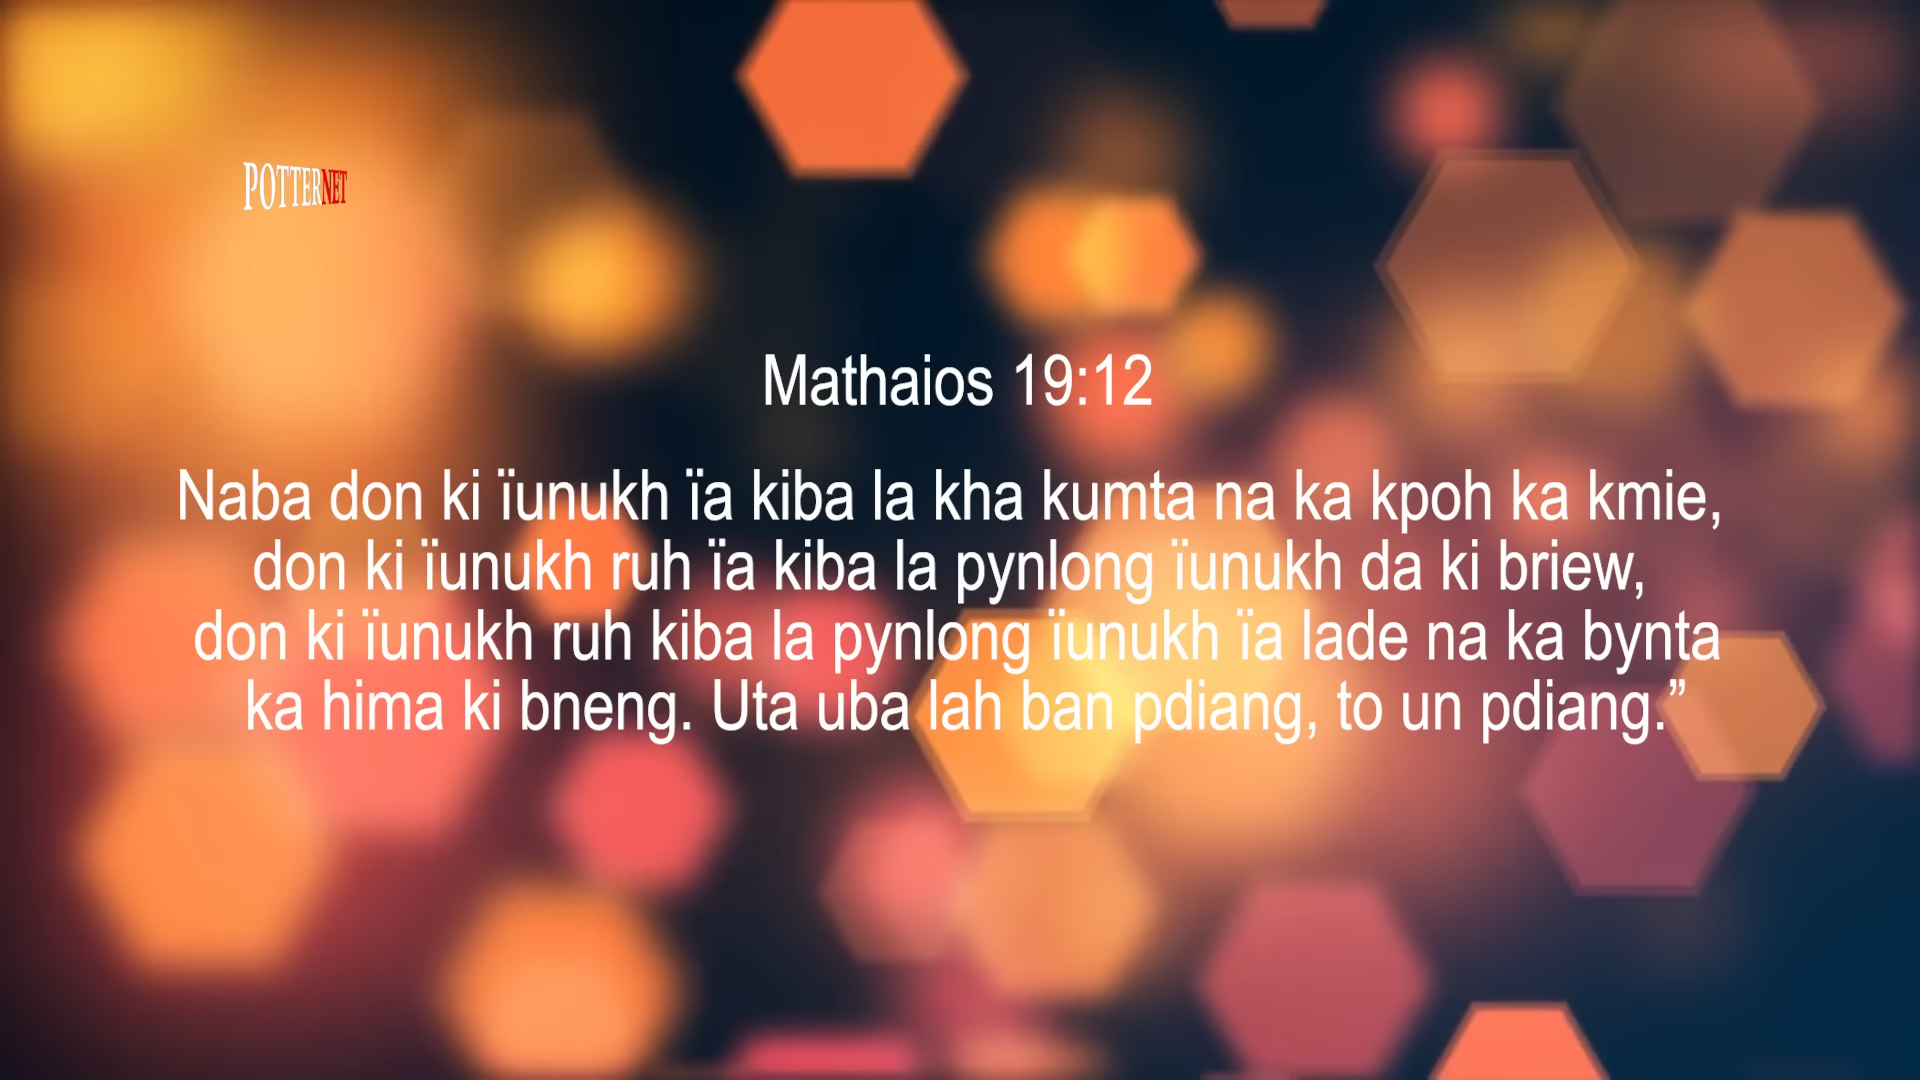 POTTERNET
Mathaios 19:12
Naba don ki ïunukh ïa kiba la kha kumta na ka kpoh ka kmie,
don ki ïunukh ruh ïa kiba la pynlong ïunukh da ki briew,
don ki ïunukh ruh kiba la pynlong ïunukh ïa lade na ka bynta
ka hima ki bneng. Uta uba lah ban pdiang, to un pdiang.”